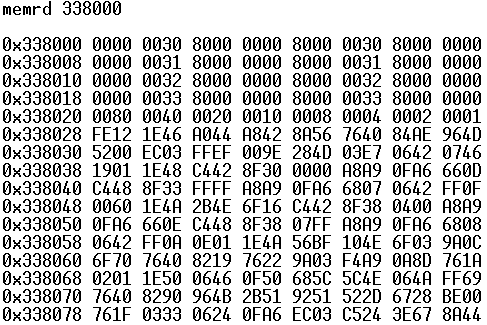 memrd 338000

0x338000 0000 0030 8000 0000 8000 0030 8000 0000
0x338008 0000 0031 8000 0000 8000 0031 8000 0000
0x338010 0000 0032 8000 0000 8000 0032 8000 0000
0x338018 0000 0033 8000 0000 8000 0033 8000 0000
0x338020 0080 0040 0020 0010 0008 0004 0002 0001
0x338028 FE12 1E46 A044 A842 8A56 7640 84AE 964D
0x338030 5200 EC03 FFEF 009E 284D 03E7 0642 0746
0x338038 1901 1E48 C442 8F30 0000 A8A9 0FA6 660D
0x338040 C448 8F33 FFFF A8A9 0FA6 6807 0642 FF0F
0x338048 0060 1E4A 2B4E 6F16 C442 8F38 0400 A8A9
0x338050 0FA6 660E C448 8F38 07FF A8A9 0FA6 6808
0x338058 0642 FF0A 0E01 1E4A 56BF 104E 6F03 9A0C
0x338060 6F70 7640 8219 7622 9A03 F4A9 0A8D 761A
0x338068 0201 1E50 0646 0F50 685C 5C4E 064A FF69
0x338070 7640 8290 964B 2B51 9251 522D 6728 BE00
0x338078 761F 0333 0624 0FA6 EC03 C524 3E67 8A44